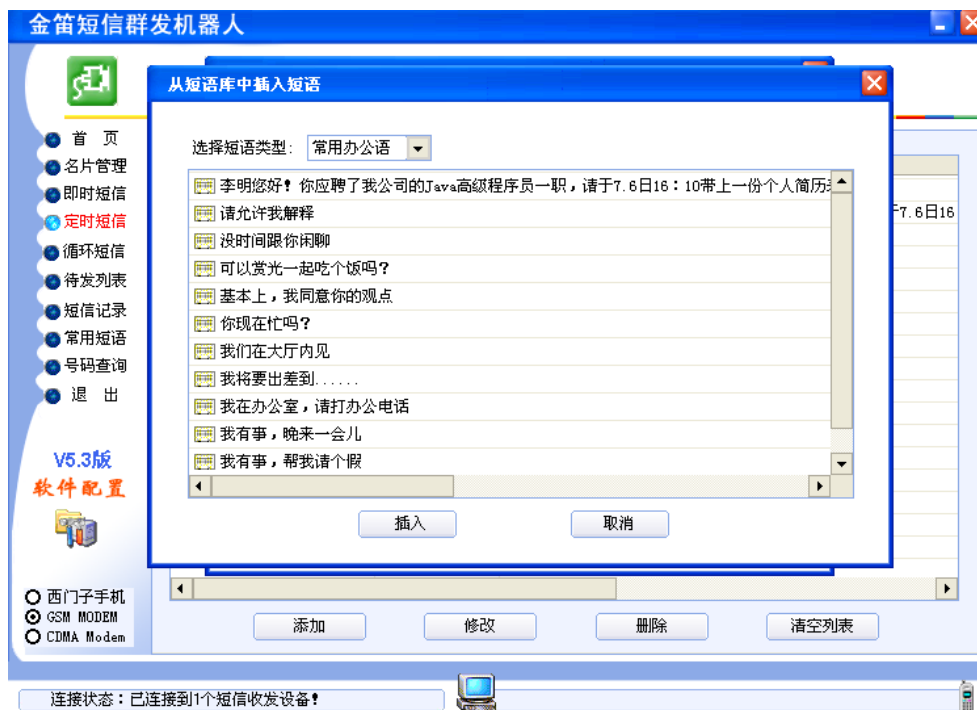 金笛短信群发机器人
从短语库中插入短语
选择短语类型: 常用办公语
李明您好！你应聘了我公司的Java高级程序员一职，请于7.6日16：10带上一份个人简历
请允许我解释
没时间跟你闲聊
可以赏光一起吃个饭吗？
基本上，我同意你的观点
你现在忙吗？
我们在大厅内见
我将要出差到......
我在办公室，请打办公电话
我有事，晚来一会儿
我有事，帮我请个假
插入 取消
首 页
名片管理
即时短信
定时短信
循环短信
待发列表
短信记录
常用短语
号码查询
退 出
V5.3版
软件配置
西门子手机
GSM MODEM
CDMA Modem
7.6日16
添加 修改 删除 清空列表
连接状态：已连接到1个短信收发设备！